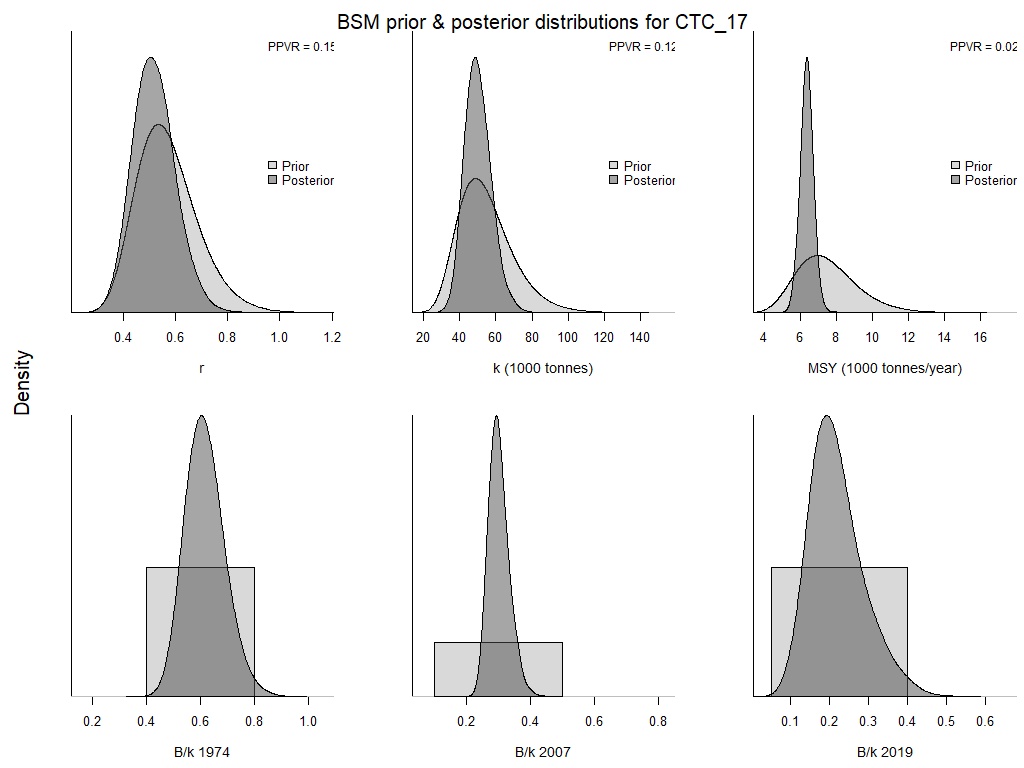 BSM prior & posterior distributions for CTC_17
PPVR = 0.15
PPVR = 0.12
PPVR = 0.02
Prior
Posterior
Prior
Posterior
Prior
Posterior
0.4 0.6 0.8 1.0 1.2
20 40 60 80 100 120 140
4 6 8 10 12 14 16
r
k (1000 tonnes)
MSY (1000 tonnes/year)
Density
0.2 0.4 0.6 0.8 1.0
0.2 0.4 0.6 0.8
0.1 0.2 0.3 0.4 0.5 0.6
B/k 1974
B/k 2007
B/k 2019